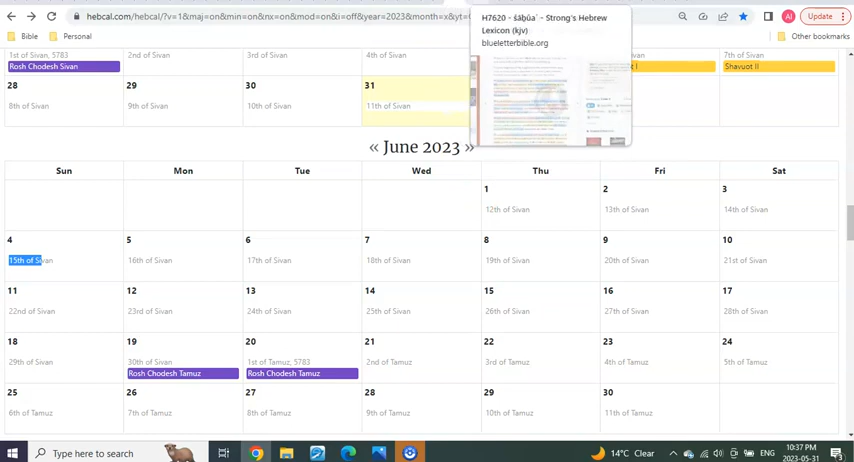 hebcal.com/hebcal/?v=1&maj=on&min=on&nx=on&mod=on&i=off&year=2023&month=x&yt=
Update
Bible
Personal
Other bookmarks
H7620 - šāḇûaʿ - Strong's Hebrew
Lexicon (kjv)
blueletterbible.org
1st of Sivan, 5783
2nd of Sivan
3rd of Sivan
4th of Sivan
7th of Sivan
Rosh Chodesh Sivan
Shavuot II
28
29
30
31
8th of Sivan
9th of Sivan
10th of Sivan
11th of Sivan
« June 2023 »
Sun Mon Tue Wed Thu Fri Sat
1 2 3
12th of Sivan 13th of Sivan 14th of Sivan
4 5 6 7 8 9 10
15th of Sivan 16th of Sivan 17th of Sivan 18th of Sivan 19th of Sivan 20th of Sivan 21st of Sivan
11 12 13 14 15 16 17
22nd of Sivan 23rd of Sivan 24th of Sivan 25th of Sivan 26th of Sivan 27th of Sivan 28th of Sivan
18 19 20 21 22 23 24
29th of Sivan 30th of Sivan 1st of Tamuz, 5783 2nd of Tamuz 3rd of Tamuz 4th of Tamuz 5th of Tamuz
Rosh Chodesh Tamuz Rosh Chodesh Tamuz
25 26 27 28 29 30
6th of Tamuz 7th of Tamuz 8th of Tamuz 9th of Tamuz 10th of Tamuz 11th of Tamuz
Type here to search
14°C Clear
ENG
10:37 PM
2023-05-31
3